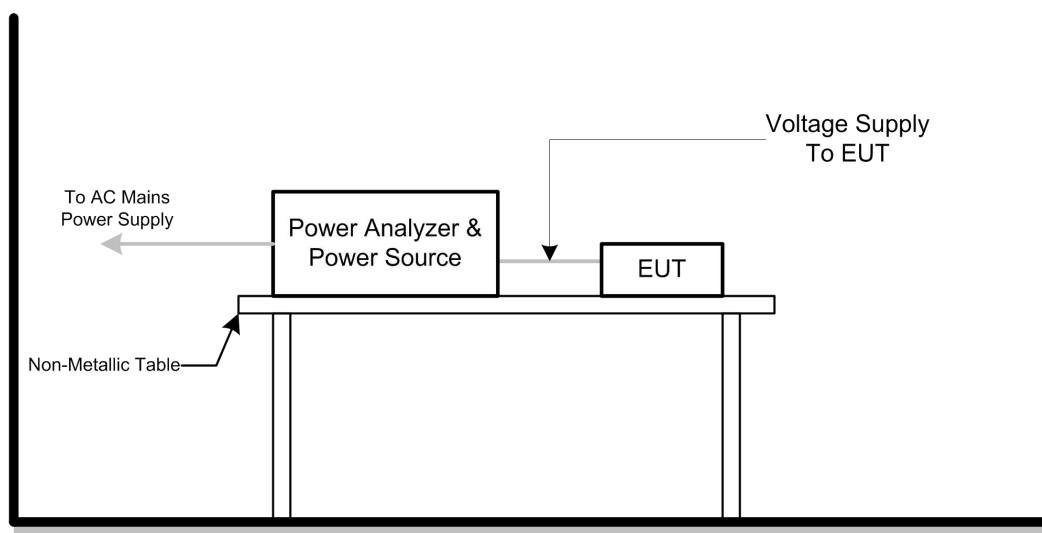 Voltage Supply
To EUT
To AC Mains
Power Supply
Power Analyzer &
Power Source
EUT
Non-Metallic Table